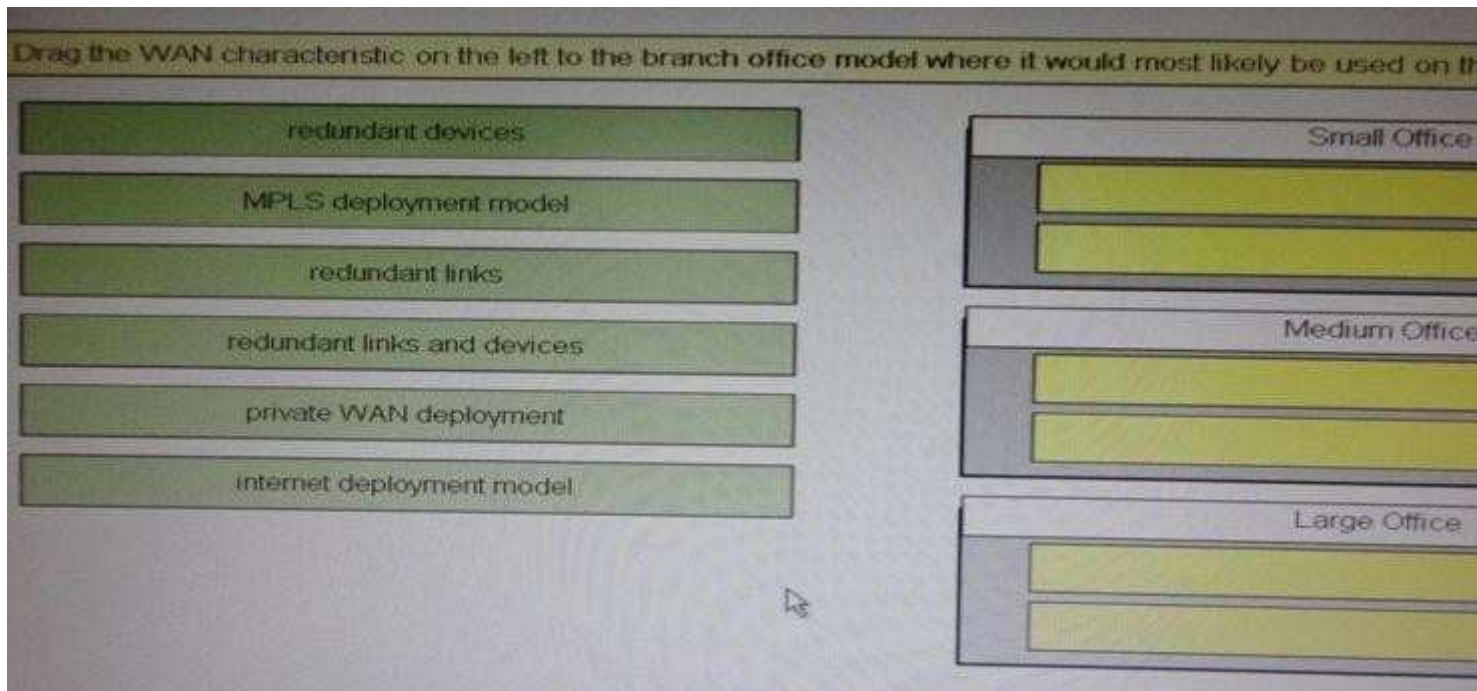 Drag the WAN characteristic on the left to the branch office model where it would most likely be used on
redundant devices
MPLS deployment model
redundant links
redundant links and devices
private WAN deployment
internet deployment model
Small Office
Medium Office
Large Office